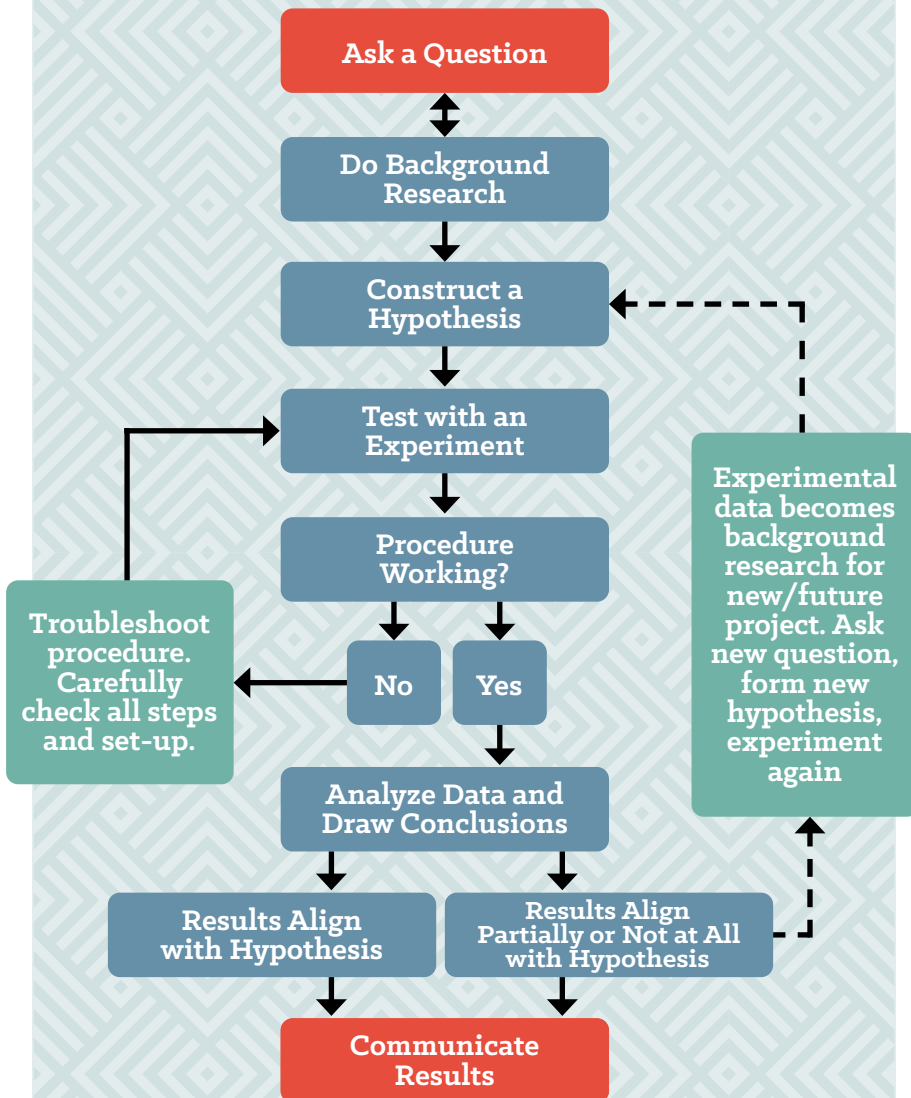 Ask a Question
Do Background
Research
Construct a
Hypothesis
Test with an
Experiment
Procedure
Working?
No
Yes
Troubleshoot
procedure.
Carefully
check all steps
and set-up.
Experimental
data becomes
background
research for
new/future
project. Ask
new question,
form new
hypothesis,
experiment
again
Analyze Data and
Draw Conclusions
Results Align
with Hypothesis
Results Align
Partially or Not at All
with Hypothesis
Communicate
Results